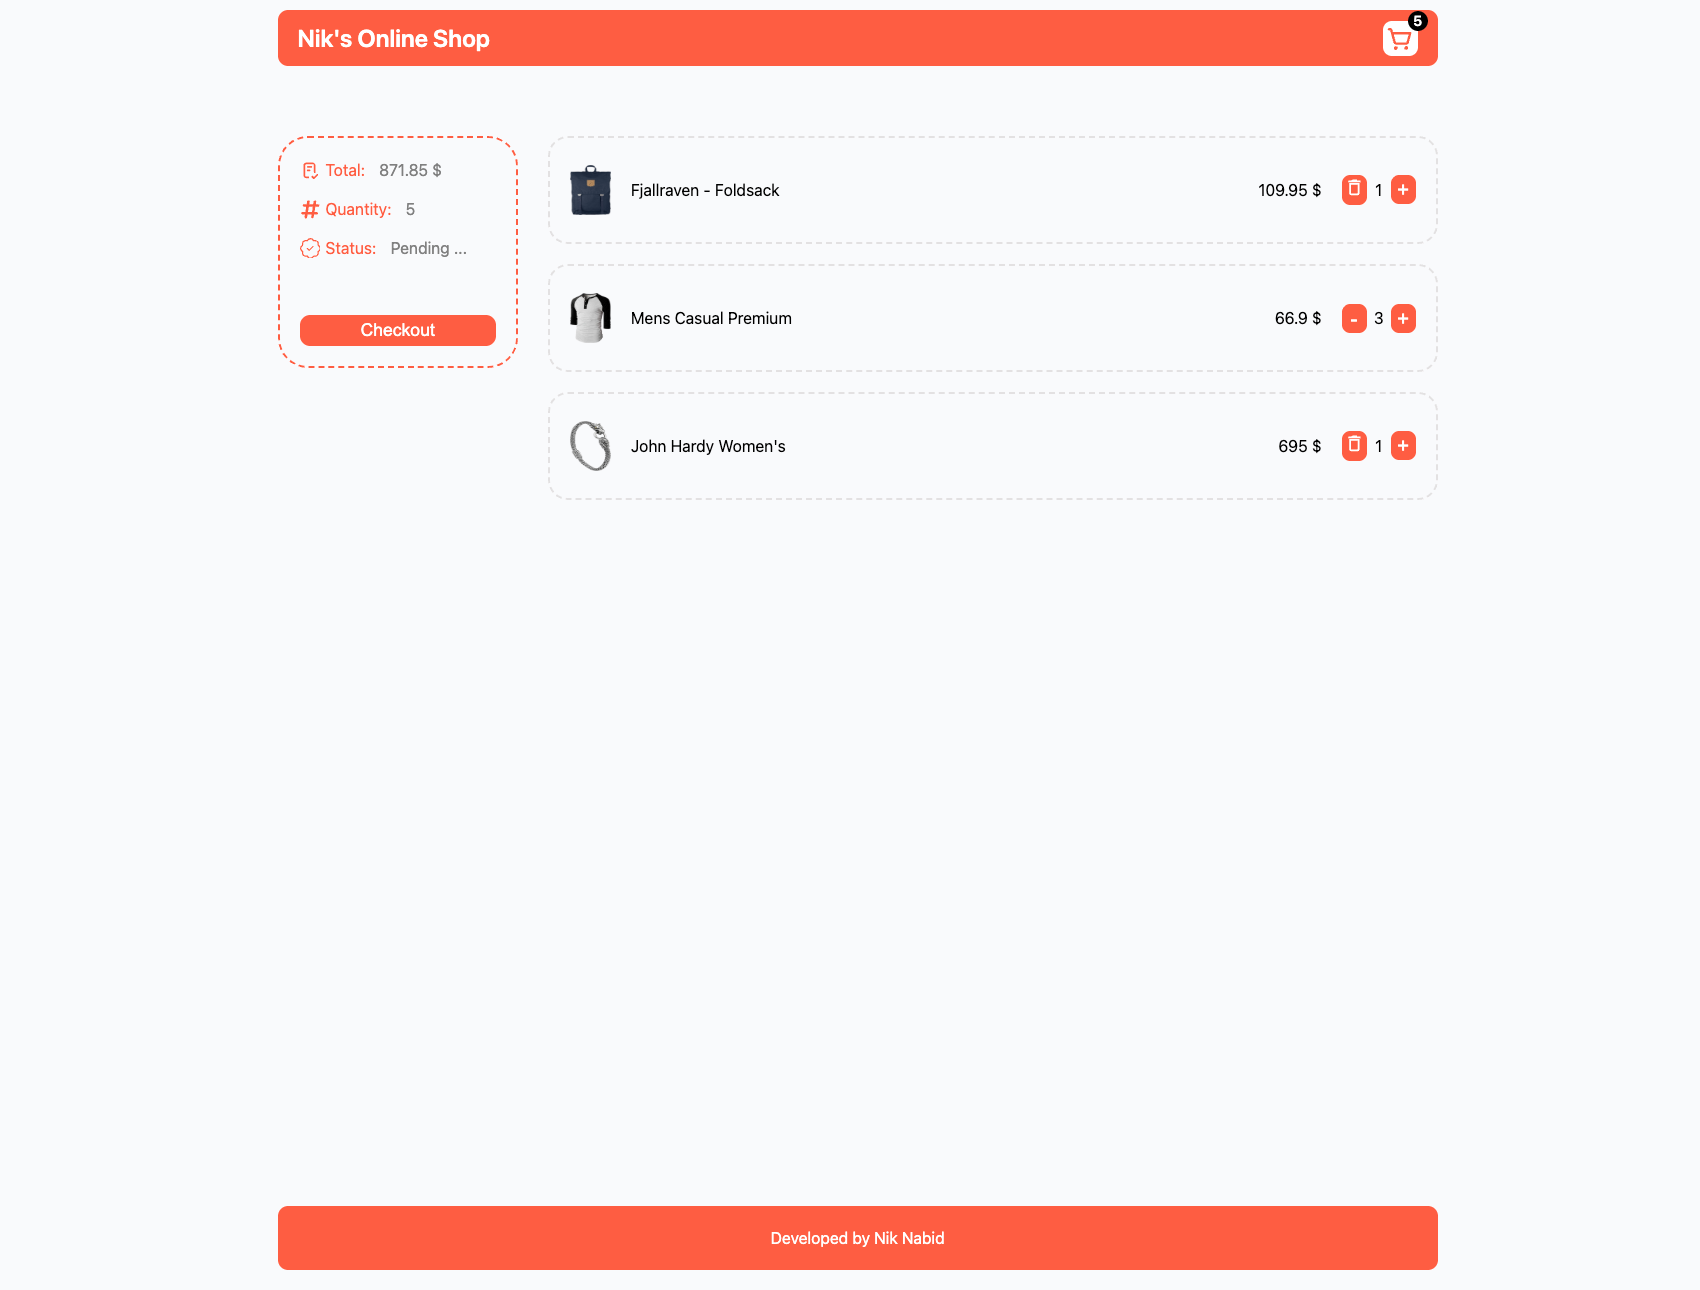 Nik's Online Shop
5
Total: 871.85 $
Quantity: 5
Status: Pending ...
Checkout
Fjallraven - Foldsack 109.95 $ 1 +
Mens Casual Premium 66.9 $ - 3 +
John Hardy Women's 695 $ 1 +
Developed by Nik Nabid